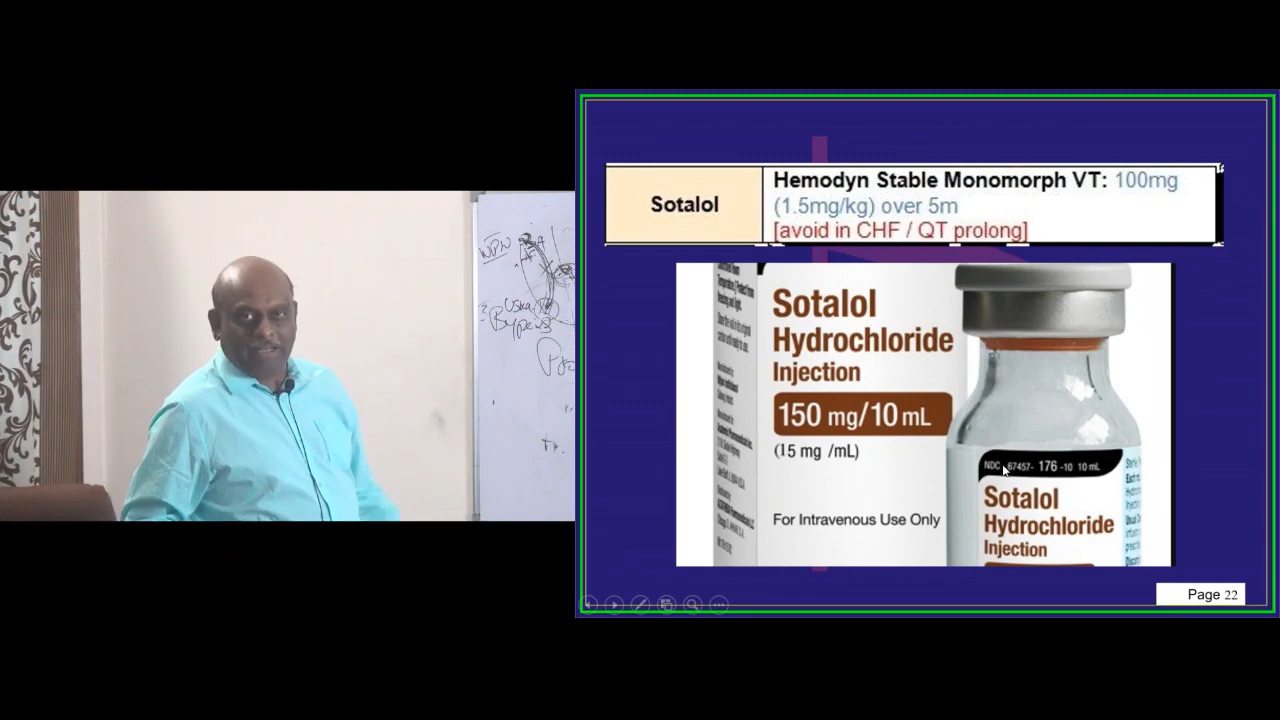 WPW
Sotalol
Hemodyn Stable Monomorph VT: 100mg
(1.5mg/kg) over 5m
[avoid in CHF / QT prolong]
Sotalol
Hydrochloride
Injection
150 mg/10 mL
(15 mg /mL)
For Intravenous Use Only
NDC 67457- 176 -10 10 mL
Sotalol
Hydrochloride
Injection
Page 22